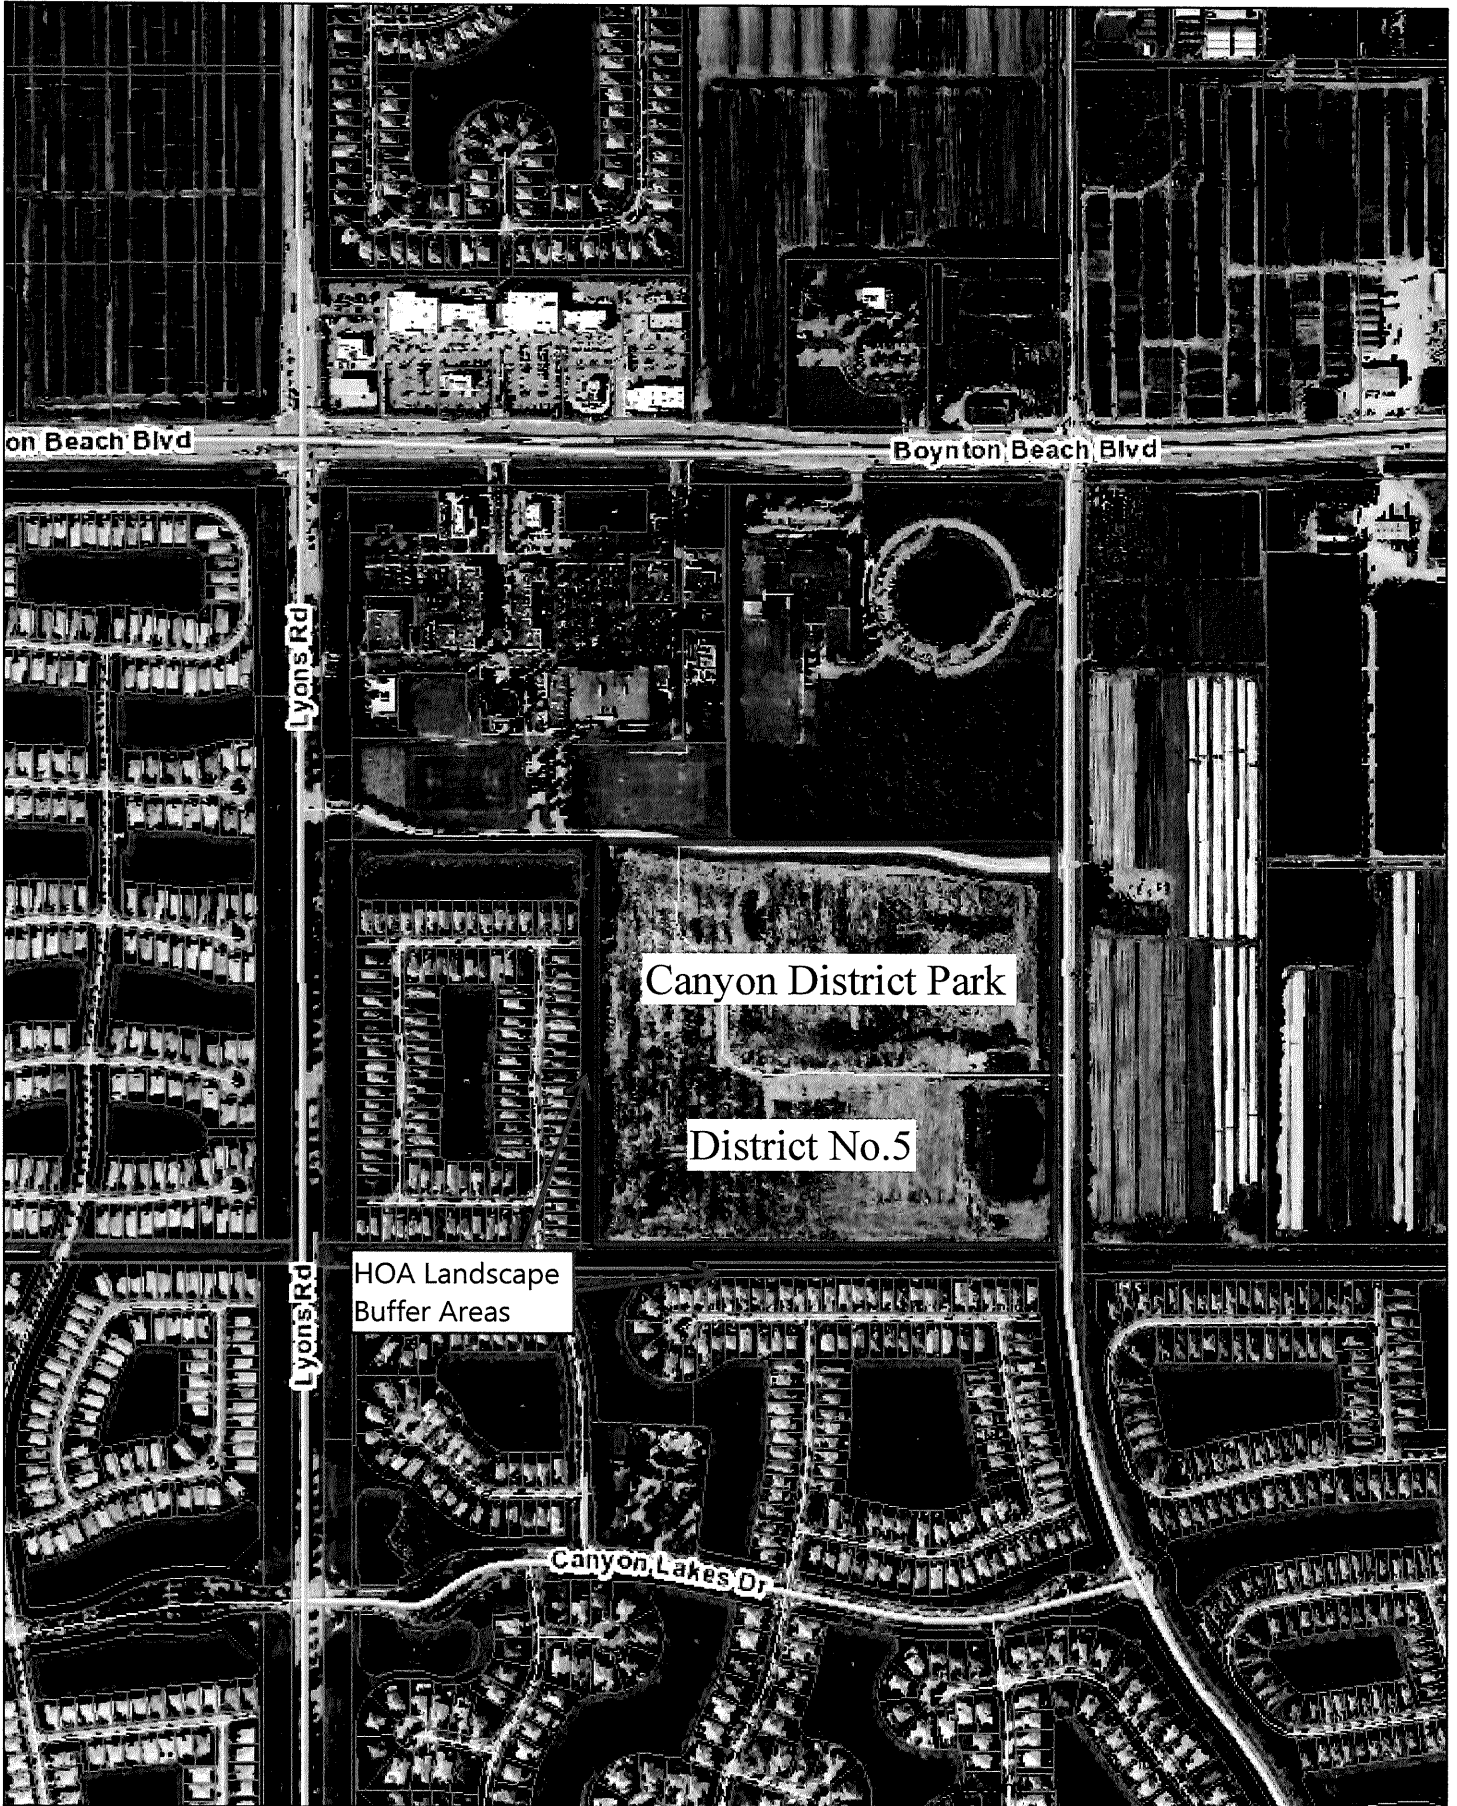 on Beach Blvd
Boynton Beach Blvd
Lyons Rd
Canyon District Park
District No.5
HOA Landscape
Buffer Areas
Lyons Rd
Canyon Lakes Dr